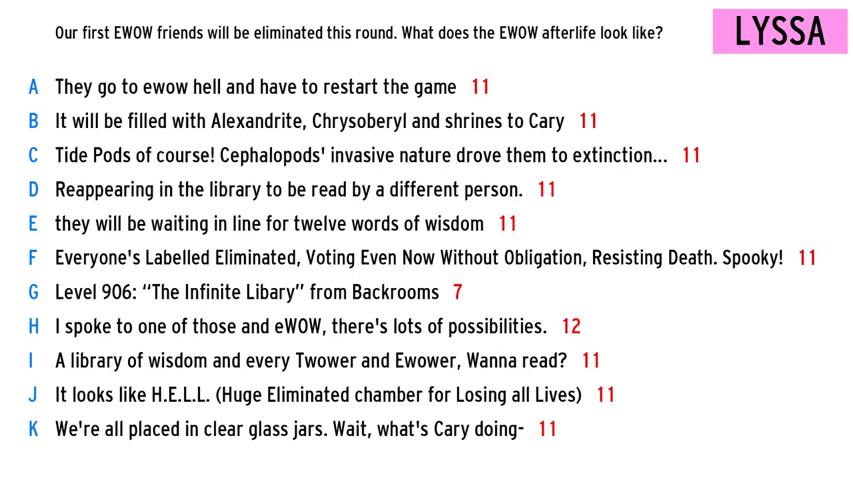 Our first EWOW friends will be eliminated this round. What does the EWOW afterlife look like?
LYSSA
A They go to ewow hell and have to restart the game 11
B It will be filled with Alexandrite, Chrysoberyl and shrines to Cary 11
C Tide Pods of course! Cephalopods' invasive nature drove them to extinction... 11
D Reappearing in the library to be read by a different person. 11
E they will be waiting in line for twelve words of wisdom 11
F Everyone's Labelled Eliminated, Voting Even Now Without Obligation, Resisting Death. Spooky! 11
G Level 906: “The Infinite Libary” from Backrooms 7
H I spoke to one of those and eWOW, there's lots of possibilities. 12
I A library of wisdom and every Twower and Ewower, Wanna read? 11
J It looks like H.E.L.L. (Huge Eliminated chamber for Losing all Lives) 11
K We're all placed in clear glass jars. Wait, what's Cary doing- 11